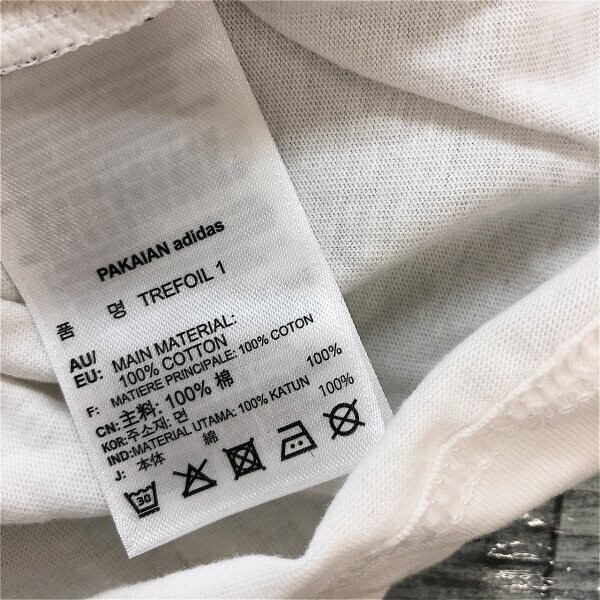 PAKAIAN adidas
품 명 TREFOIL 1
AU/ MAIN MATERIAL:
EU: 100% COTTON
F: MATIERE PRINCIPALE: 100% COTON
CN: 主料: 100% 棉 100%
KOR: 주소재: 면
IND: MATERIAL UTAMA: 100% KATUN 100%
J: 本体 綿
30